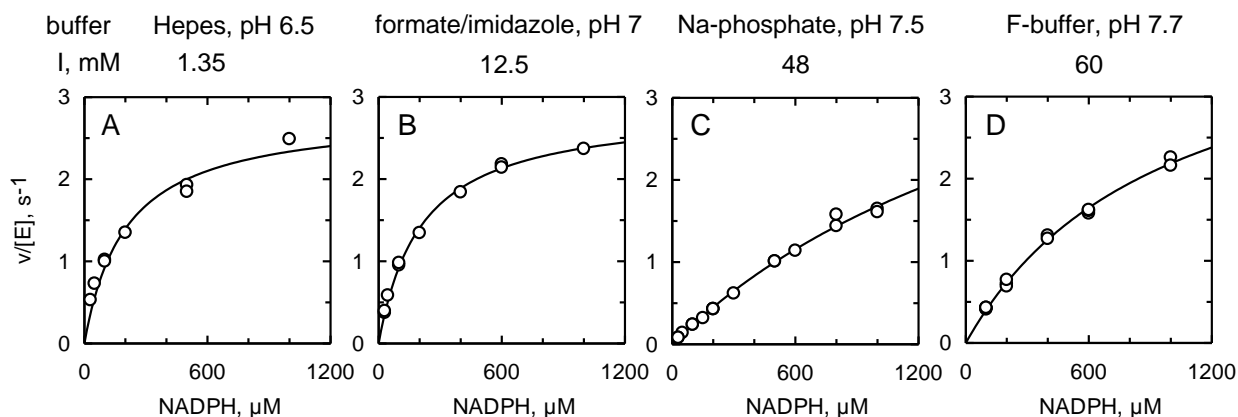 buffer Hepes, pH 6.5 formate/imidazole, pH 7 Na-phosphate, pH 7.5 F-buffer, pH 7.7
I, mM 1.35 12.5 48 60
3 3 3 3
A B C D
2 2 2 2
v/[E], s-1
1 1 1 1
0 0 0 0
0 600 1200 0 600 1200 0 600 1200 0 600 1200
NADPH, µM NADPH, µM NADPH, µM NADPH, µM